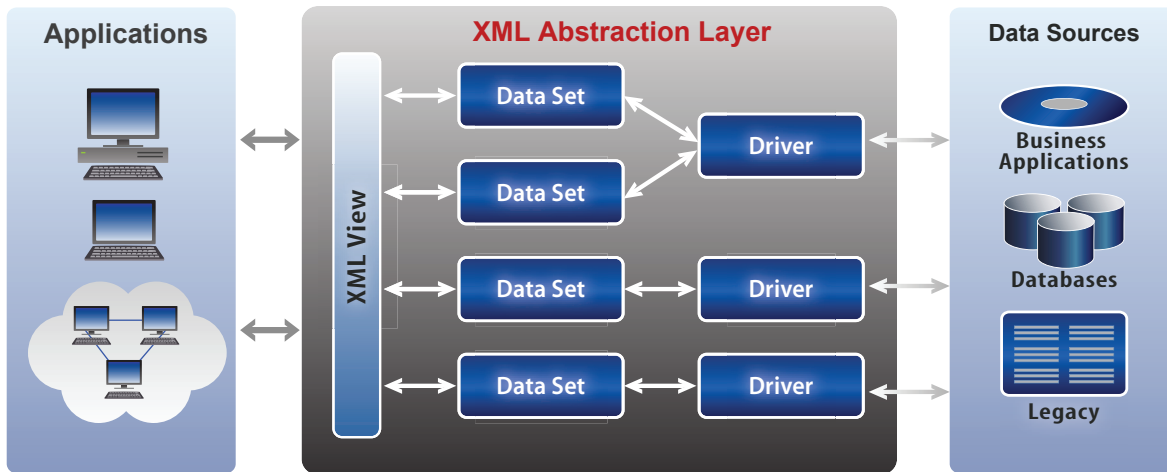 Applications
XML Abstraction Layer
XML View
Data Set
Data Set
Data Set
Data Set
Driver
Driver
Driver
Data Sources
Business
Applications
Databases
Legacy